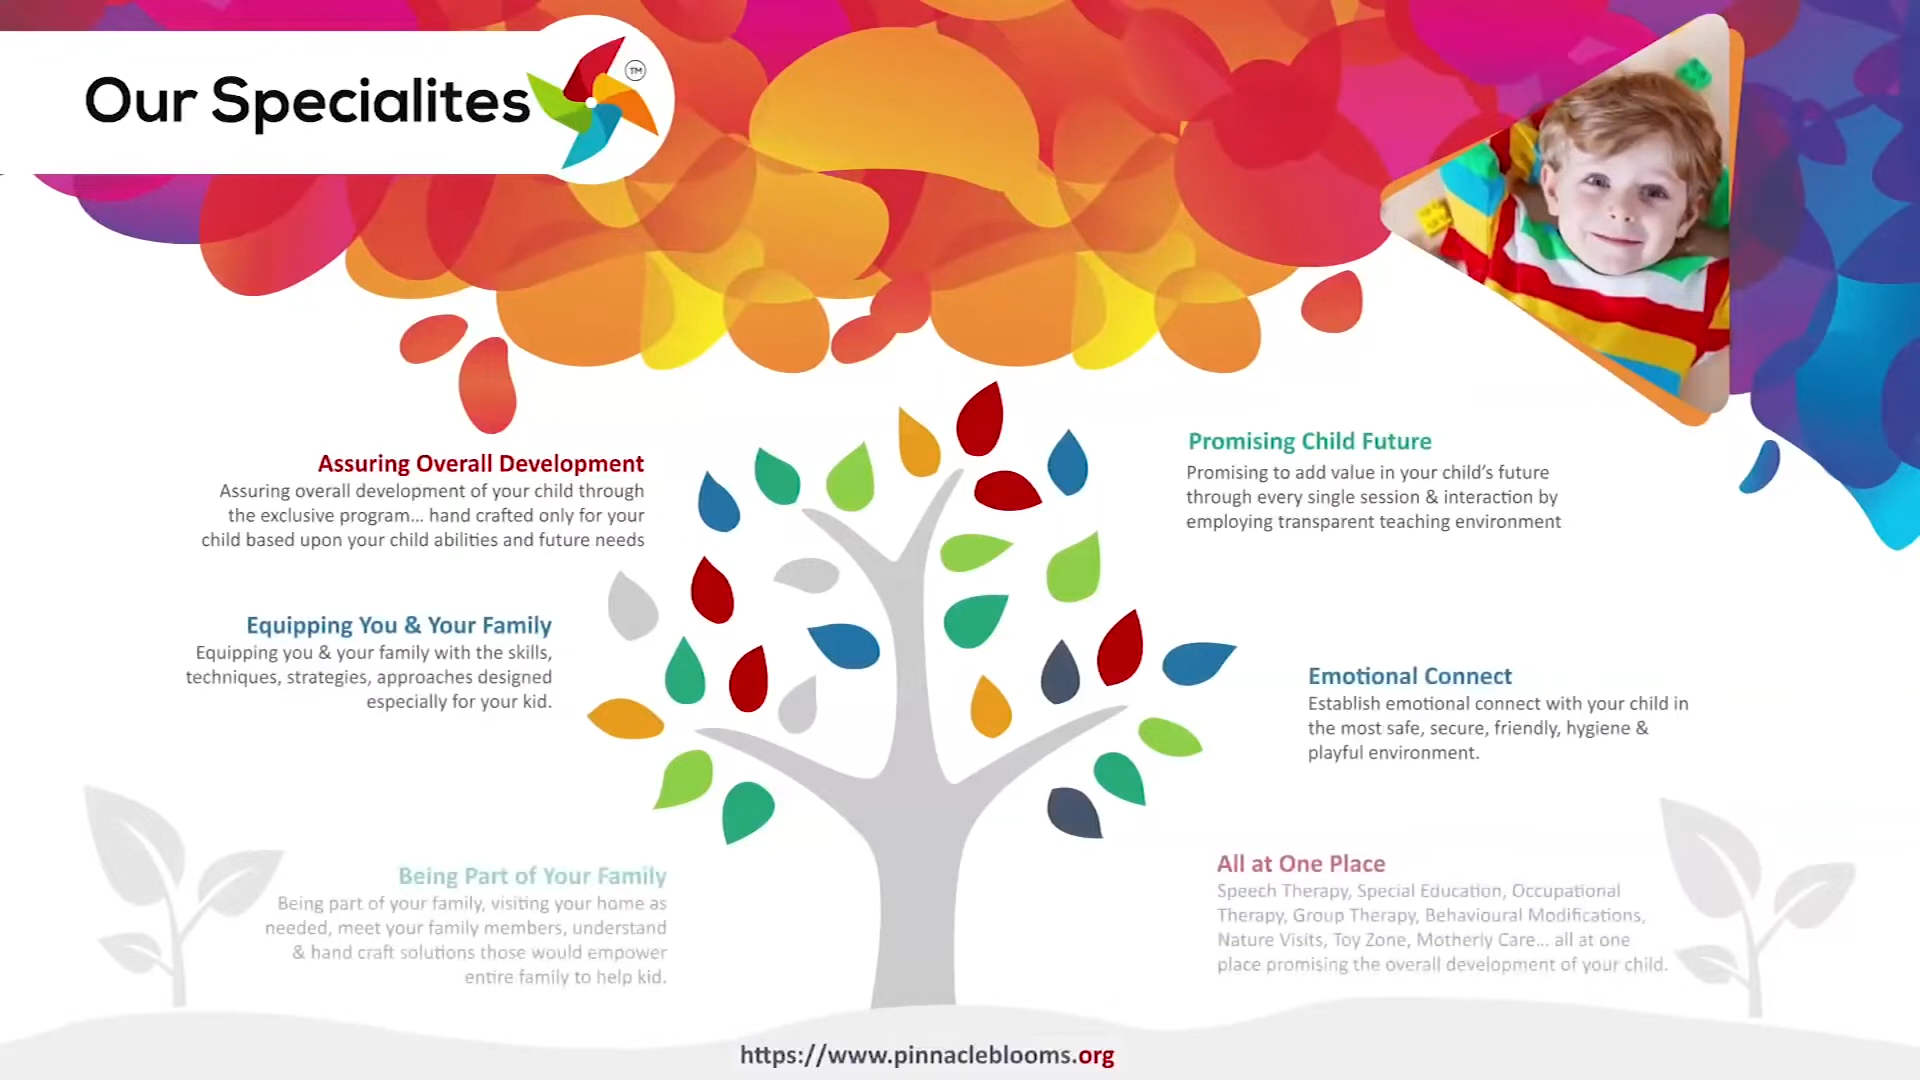 Our Specialites
TM
Assuring Overall Development
Assuring overall development of your child through
the exclusive program... hand crafted only for your
child based upon your child abilities and future needs
Equipping You & Your Family
Equipping you & your family with the skills,
techniques, strategies, approaches designed
especially for your kid.
Being Part of Your Family
Being part of your family, visiting your home as
needed, meet your family members, understand
& hand craft solutions those would empower
entire family to help kid.
Promising Child Future
Promising to add value in your child's future
through every single session & interaction by
employing transparent teaching environment
Emotional Connect
Establish emotional connect with your child in
the most safe, secure, friendly, hygiene &
playful environment.
All at One Place
Speech Therapy, Special Education, Occupational
Therapy, Group Therapy, Behavioural Modifications,
Nature Visits, Toy Zone, Motherly Care... all at one
place promising the overall development of your child.
https://www.pinnacleblooms.org